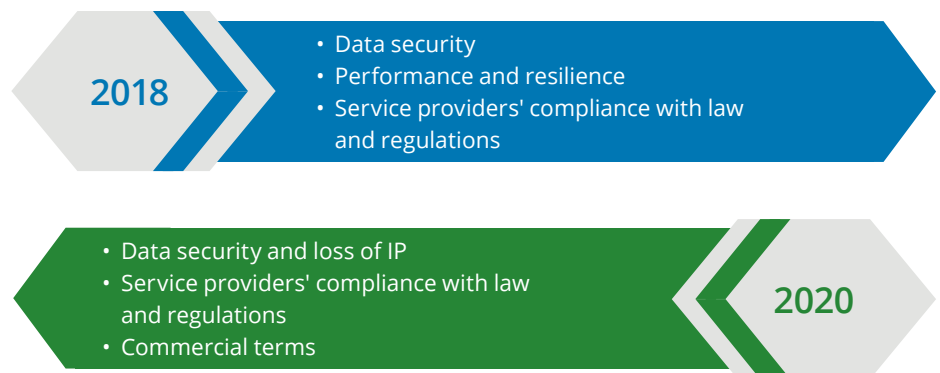 2018
• Data security
• Performance and resilience
• Service providers' compliance with law
and regulations
• Data security and loss of IP
• Service providers' compliance with law
and regulations
• Commercial terms
2020